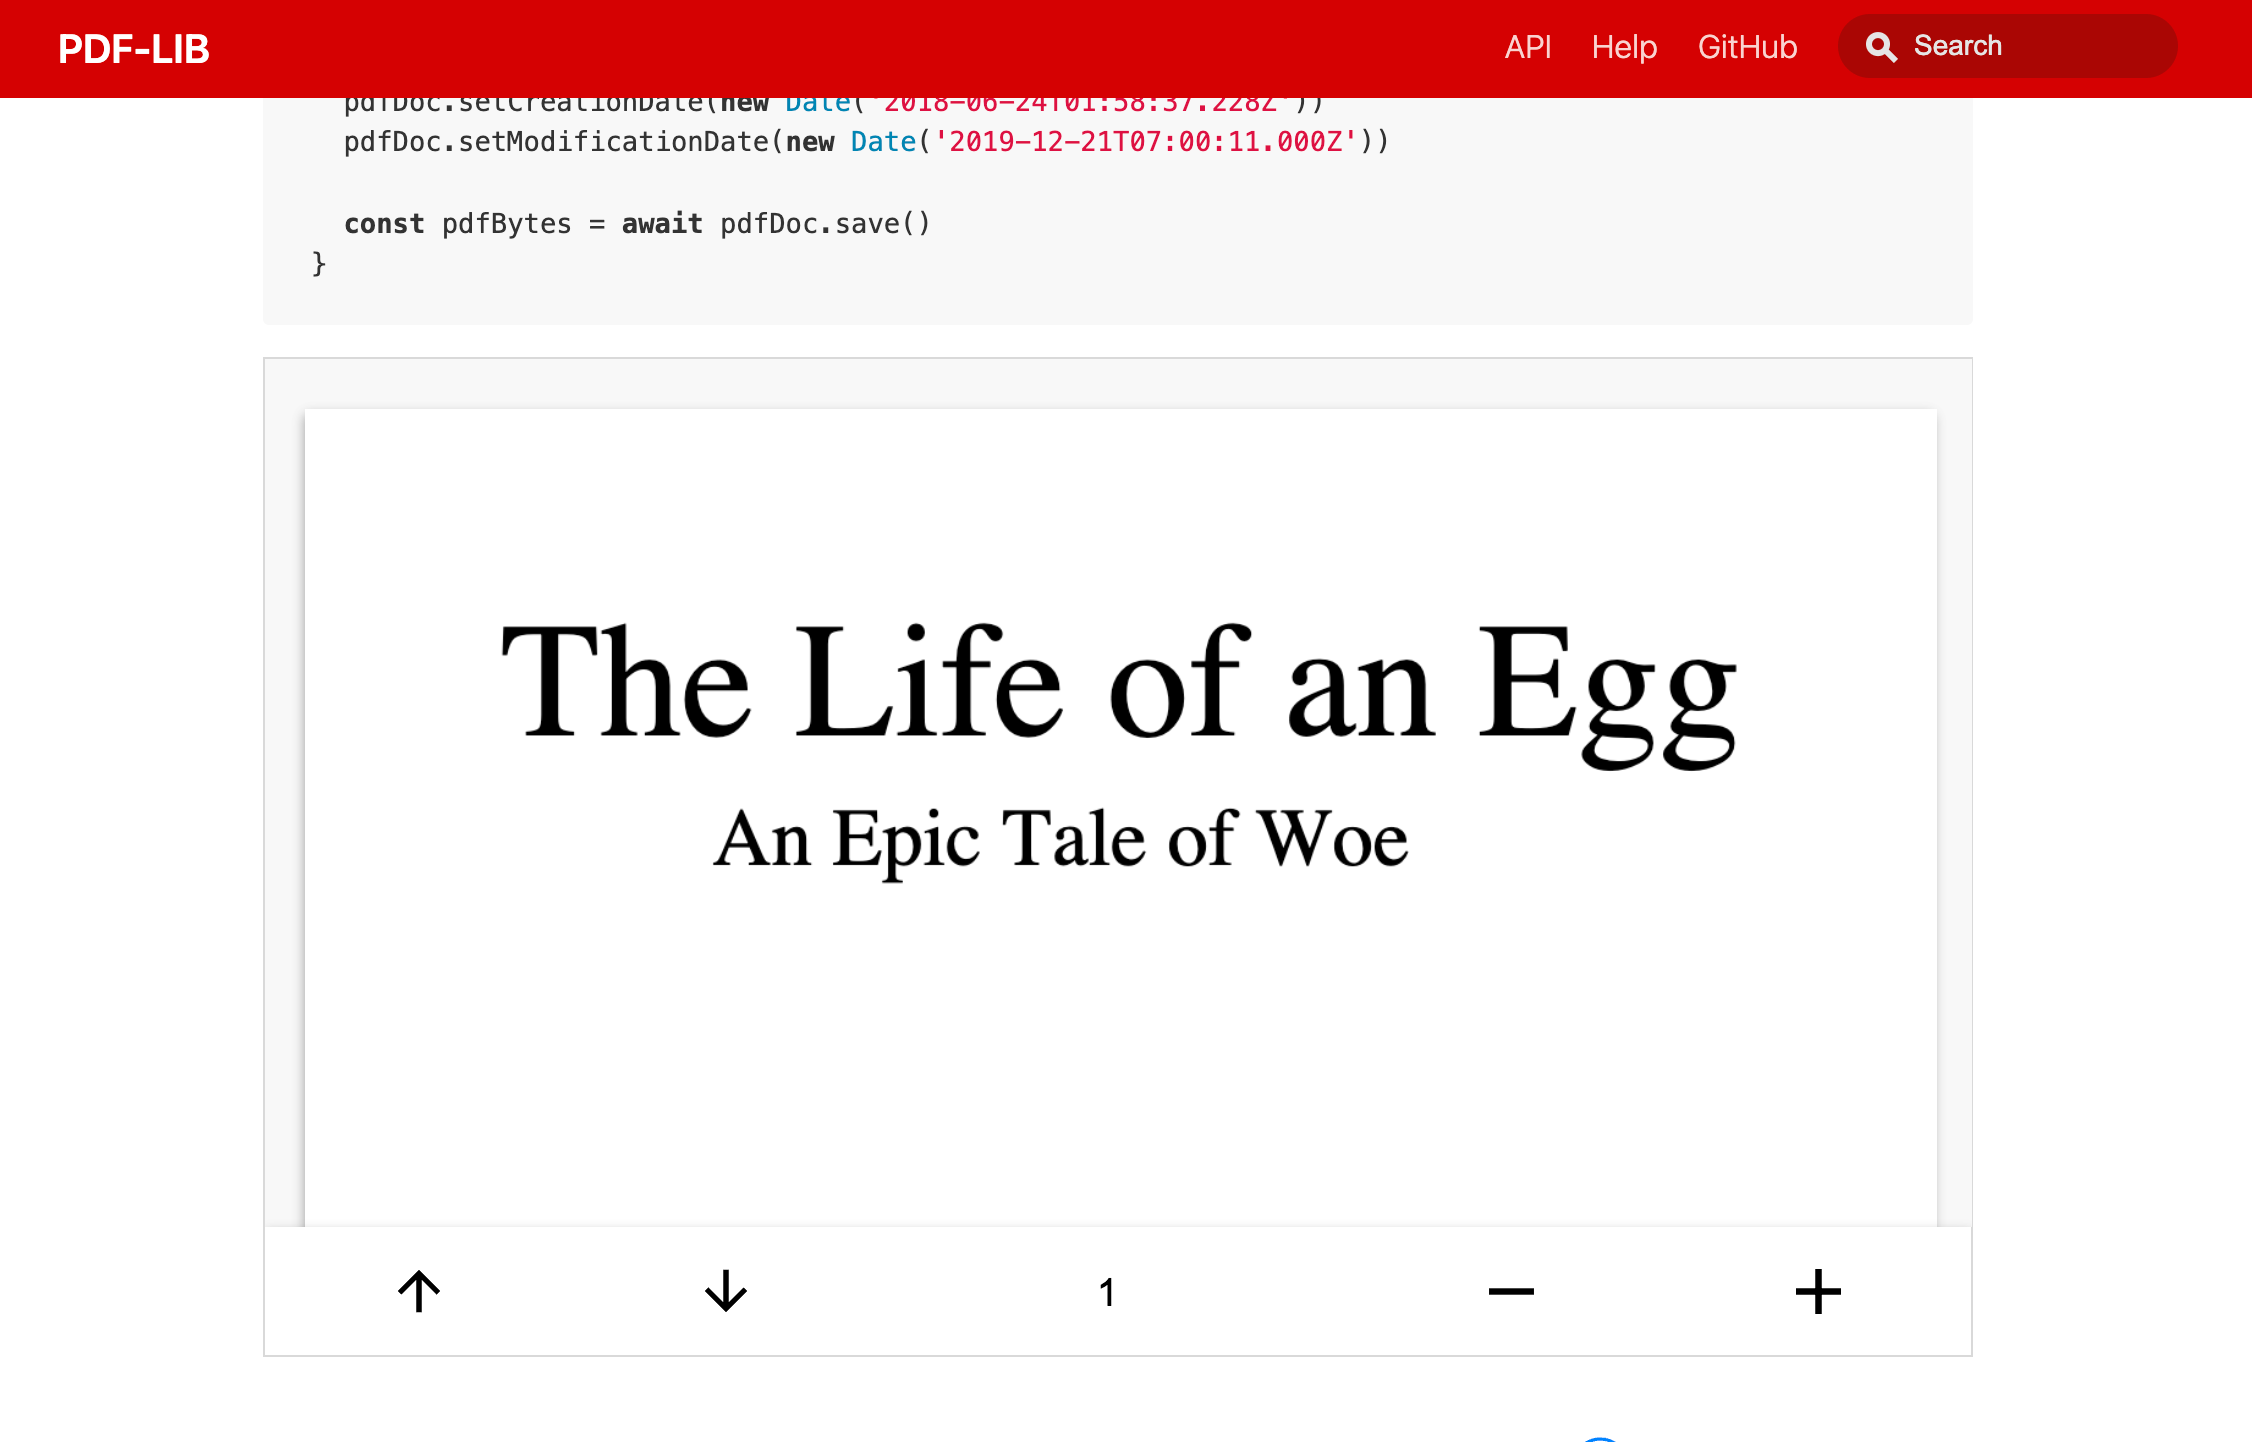 PDF-LIB
API Help GitHub Search
pdfDoc.setCreationDate(new Date('2018-06-24T01:58:37.228Z'))
pdfDoc.setModificationDate(new Date('2019-12-21T07:00:11.000Z'))
const pdfBytes = await pdfDoc.save()
}
The Life of an Egg
An Epic Tale of Woe
1